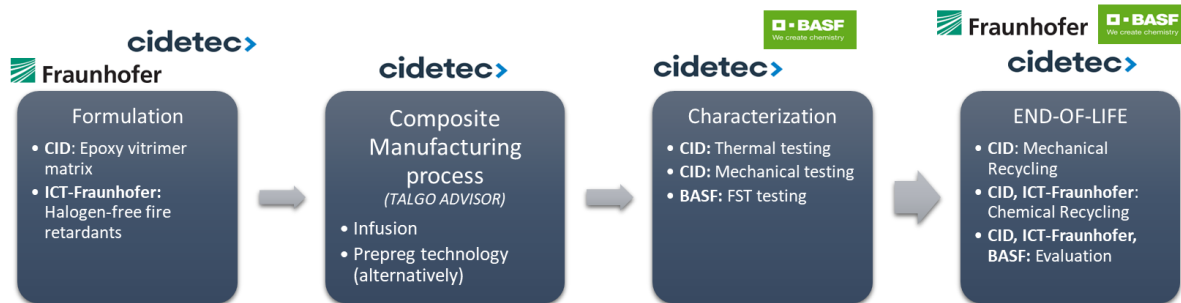 cidetec>
Fraunhofer
Formulation
• CID: Epoxy vitrimer
matrix
• ICT-Fraunhofer:
Halogen-free fire
retardants
cidetec>
Composite
Manufacturing
process
(TALGO ADVISOR)
• Infusion
• Prepreg technology
(alternatively)
BASF
We create chemistry
cidetec>
Characterization
• CID: Thermal testing
• CID: Mechanical testing
• BASF: FST testing
Fraunhofer
BASF
We create chemistry
cidetec>
END-OF-LIFE
• CID: Mechanical
Recycling
• CID, ICT-Fraunhofer:
Chemical Recycling
• CID, ICT-Fraunhofer,
BASF: Evaluation